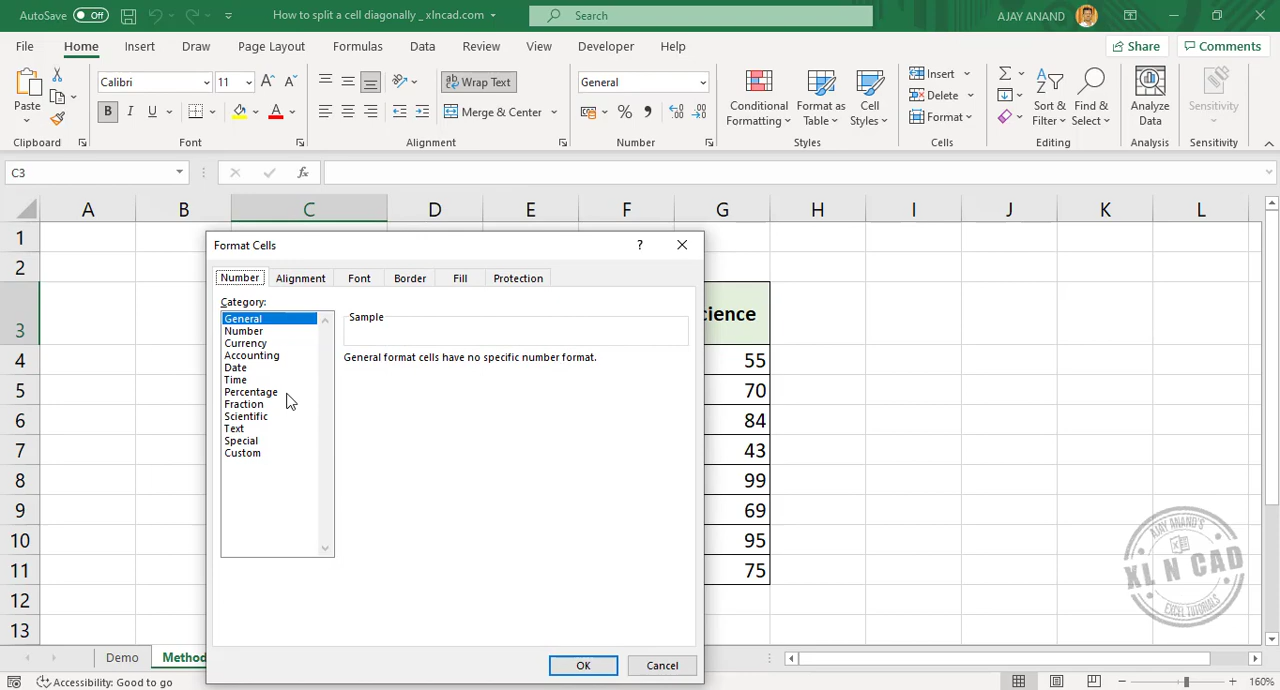 AutoSave Off How to split a cell diagonally _ xlncad.com Search AJAY ANAND
File Home Insert Draw Page Layout Formulas Data Review View Developer Help Share Comments
Calibri 11 Wrap Text General Insert
Paste B I U Merge & Center % , Conditional Formatting Format as Table Cell Styles Delete Format Sort & Filter Find & Select Analyze Data Sensitivity
Clipboard Font Alignment Number Styles Cells Editing Analysis Sensitivity
C3 fx
A B C D E F G H I J K L
1
Format Cells ?
2
Number Alignment Font Border Fill Protection
Category:
3 General Sample cience
Number
Currency
Accounting General format cells have no specific number format.
4 55
Date
Time
5 Percentage 70
Fraction
Scientific
6 84
Text
Special
7 Custom 43
8 99
9 69
10 95
11 75
12
13
AJAY ANAND'S
XL N CAD
EXCEL TUTORIALS
Demo Method OK Cancel
Accessibility: Good to go 160%